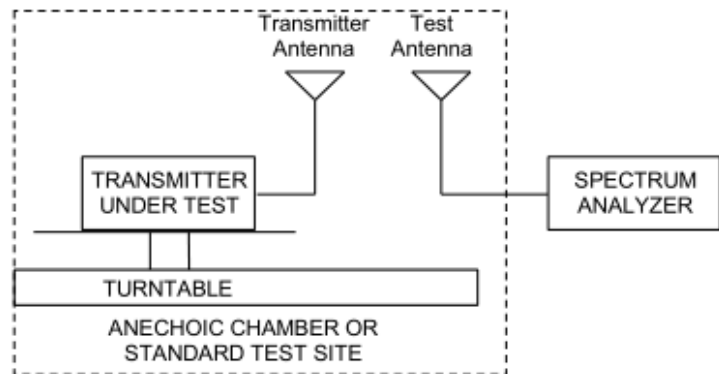 Transmitter
Antenna
Test
Antenna
TRANSMITTER
UNDER TEST
SPECTRUM
ANALYZER
TURNTABLE
ANECHOIC CHAMBER OR
STANDARD TEST SITE